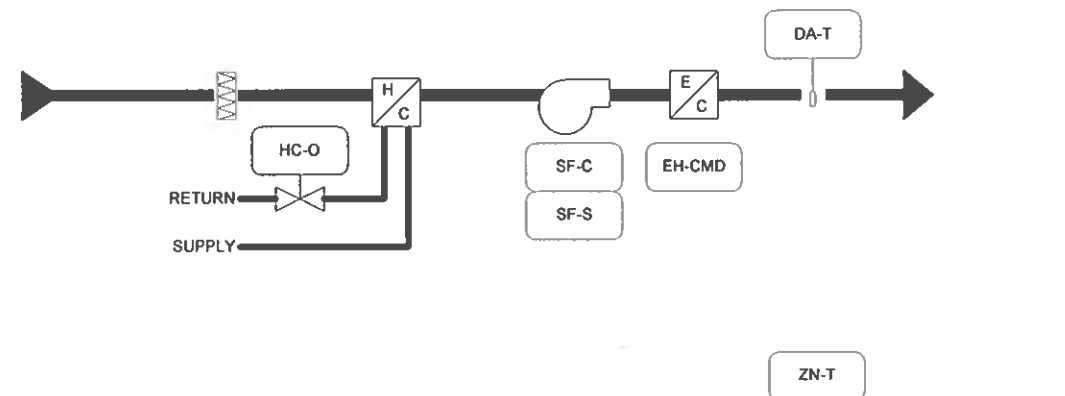 DA-T
H
C
E
C
HC-O
SF-C
EH-CMD
RETURN
SF-S
SUPPLY
ZN-T